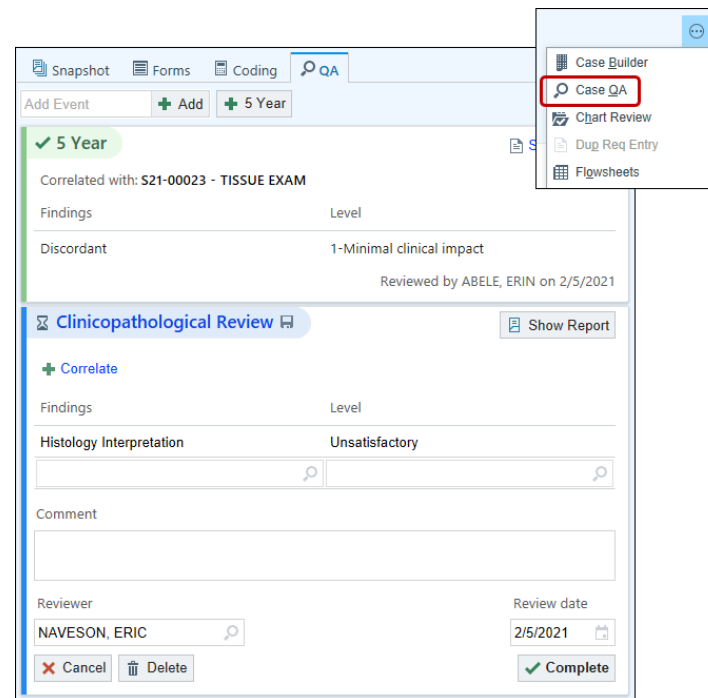 Snapshot Forms Coding QA
Add Event Add 5 Year
5 Year S
Correlated with: S21-00023 - TISSUE EXAM
Findings Level
Discordant 1-Minimal clinical impact
Reviewed by ABELE, ERIN on 2/5/2021
Clinicopathological Review Show Report
Correlate
Findings Level
Histology Interpretation Unsatisfactory
Comment
Reviewer Review date
NAVESON, ERIC 2/5/2021
Cancel Delete Complete
Case Builder
Case QA
Chart Review
Dup Req Entry
Flowsheets